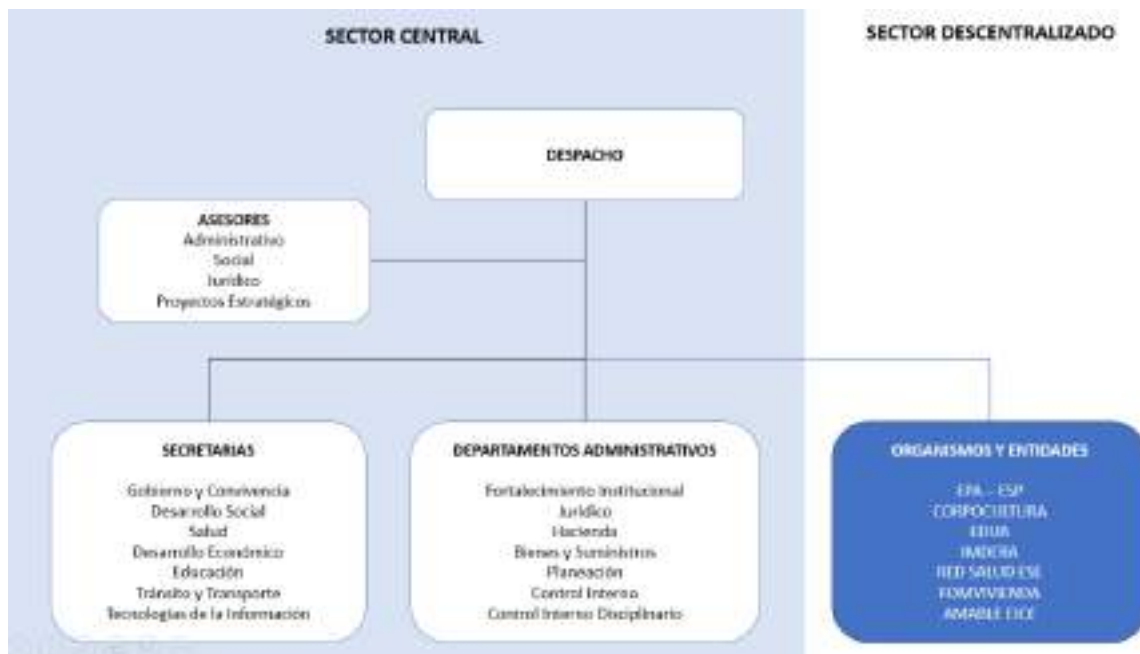 SECTOR CENTRAL
SECTOR DESCENTRALIZADO
DESPACHO
ASESORES
Administrativo
Social
Jurídico
Proyectos Estratégicos
SECRETARIAS
Gobierno y Convivencia
Desarrollo Social
Salud
Desarrollo Económico
Educación
Tránsito y Transporte
Tecnologías de la Información
DEPARTAMENTOS ADMINISTRATIVOS
Fortalecimiento Institucional
Jurídico
Hacienda
Bienes y Suministros
Planeación
Control Interno
Control Interno Disciplinario
ORGANISMOS Y ENTIDADES
EPA – ESP
CORPOCULTURA
EDUA
IMDERA
RED SALUD ESE
FOMVIVIENDA
AMABLE EICE